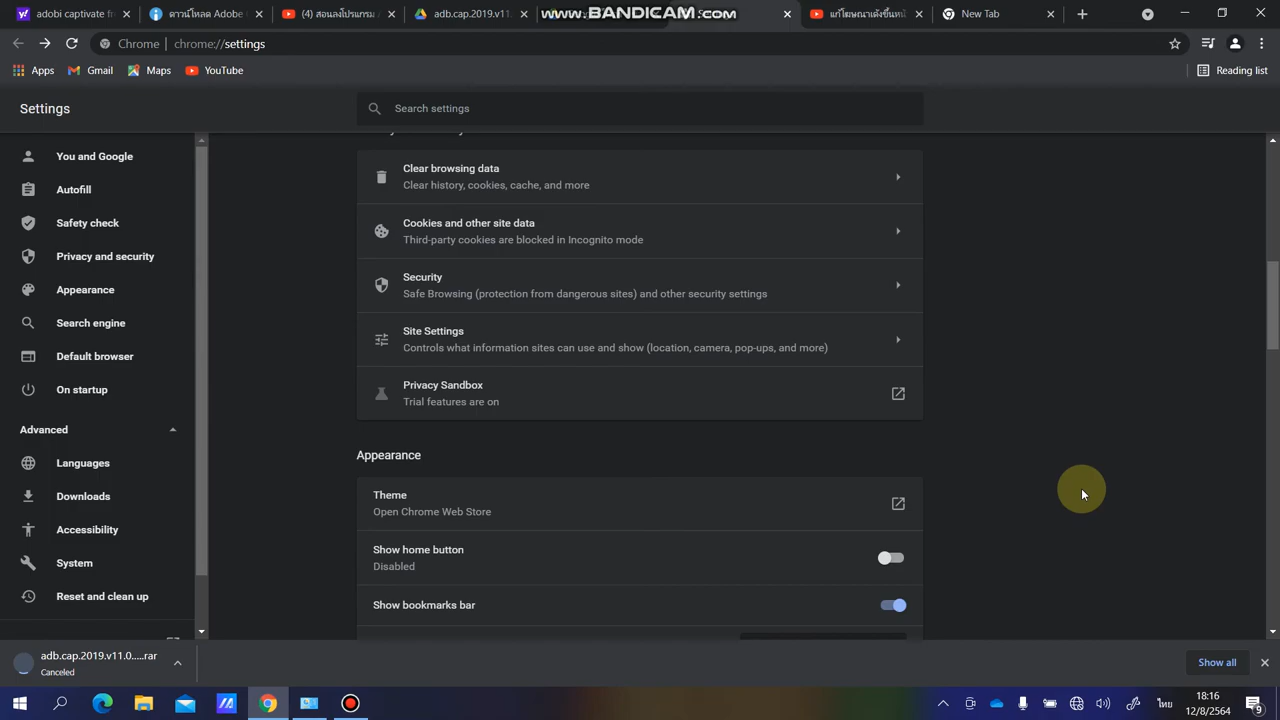 adobi captivate fr
ดาวน์โหลด Adobe
(4) สอนลงโปรแกรม
adb.cap.2019.v11
www.BANDICAM.com
แก้โฆษณาเด้งขึ้นหน้
New Tab
Chrome | chrome://settings
Apps
Gmail
Maps
YouTube
Reading list
Settings
Search settings
You and Google
Autofill
Safety check
Privacy and security
Appearance
Search engine
Default browser
On startup
Advanced
Languages
Downloads
Accessibility
System
Reset and clean up
Clear browsing data
Clear history, cookies, cache, and more
Cookies and other site data
Third-party cookies are blocked in Incognito mode
Security
Safe Browsing (protection from dangerous sites) and other security settings
Site Settings
Controls what information sites can use and show (location, camera, pop-ups, and more)
Privacy Sandbox
Trial features are on
Appearance
Theme
Open Chrome Web Store
Show home button
Disabled
Show bookmarks bar
adb.cap.2019.v11.0.....rar
Canceled
Show all
ไทย
18:16
12/8/2564
9